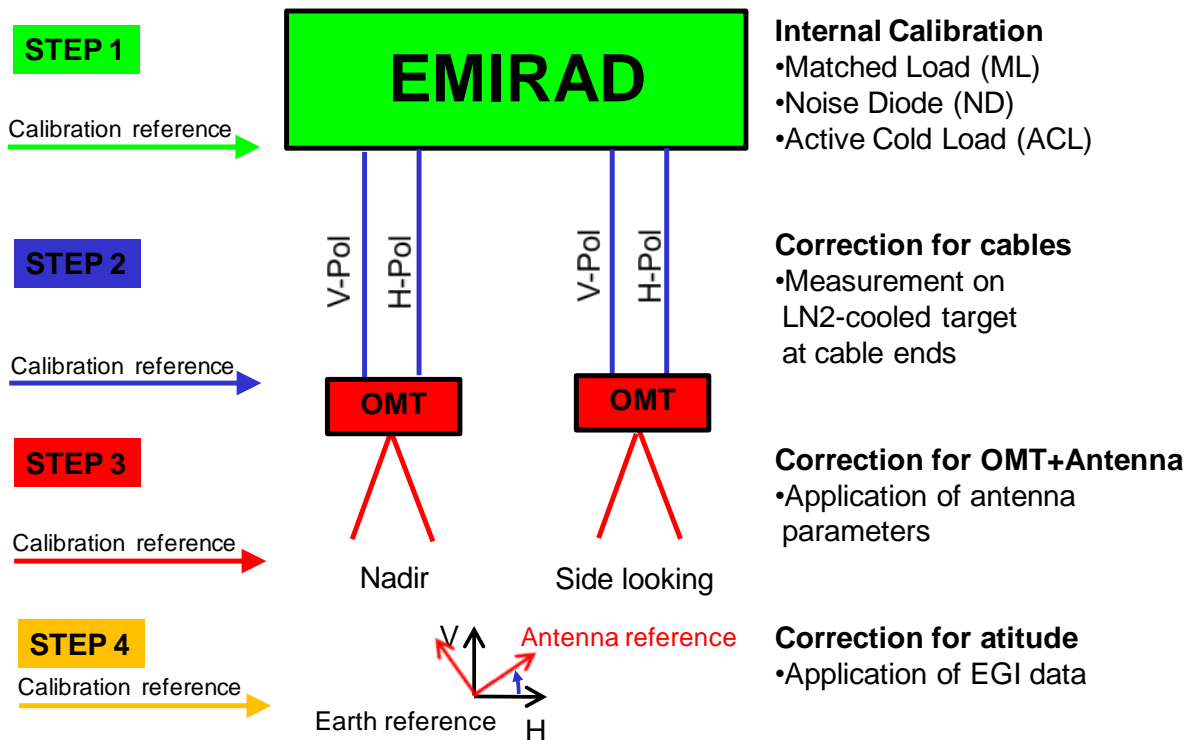 STEP 1
Calibration reference
EMIRAD
Internal Calibration
•Matched Load (ML)
•Noise Diode (ND)
•Active Cold Load (ACL)
STEP 2
Calibration reference
V-Pol
H-Pol
V-Pol
H-Pol
Correction for cables
•Measurement on
LN2-cooled target
at cable ends
OMT
OMT
STEP 3
Calibration reference
Nadir
Side looking
Correction for OMT+Antenna
•Application of antenna
parameters
STEP 4
Calibration reference
V
Antenna reference
Earth reference
H
Correction for atitude
•Application of EGI data